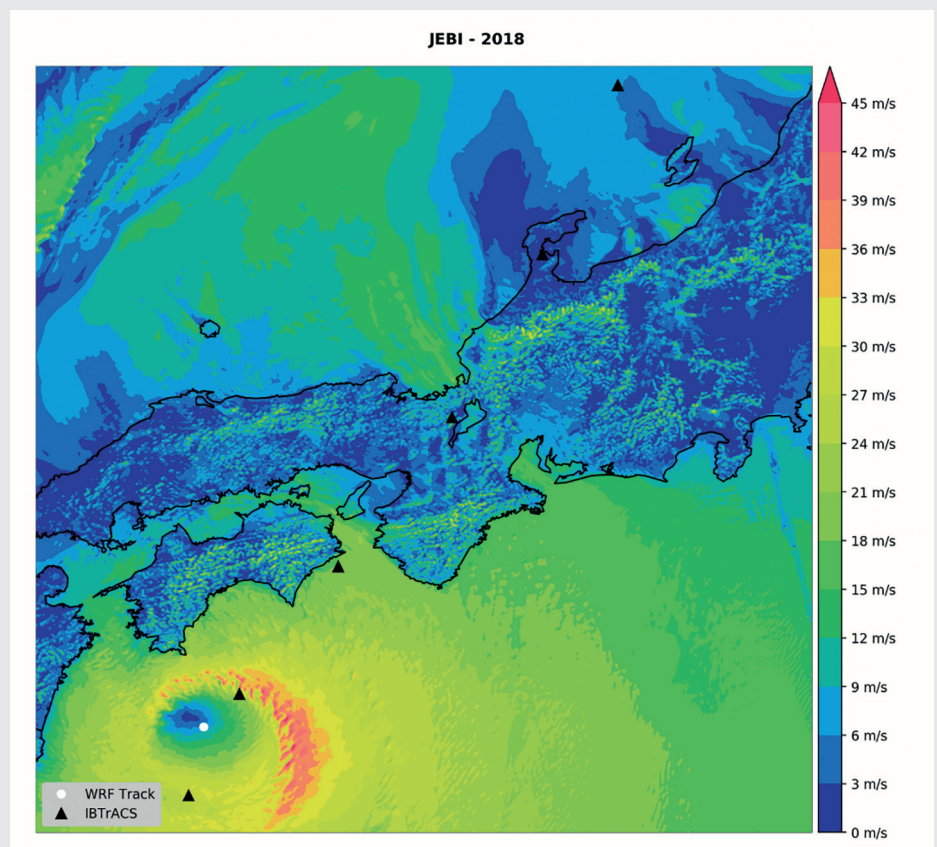 JEBI - 2018
45 m/s
42 m/s
39 m/s
36 m/s
33 m/s
30 m/s
27 m/s
24 m/s
21 m/s
18 m/s
15 m/s
12 m/s
9 m/s
6 m/s
3 m/s
0 m/s
WRF Track
IBTrACS